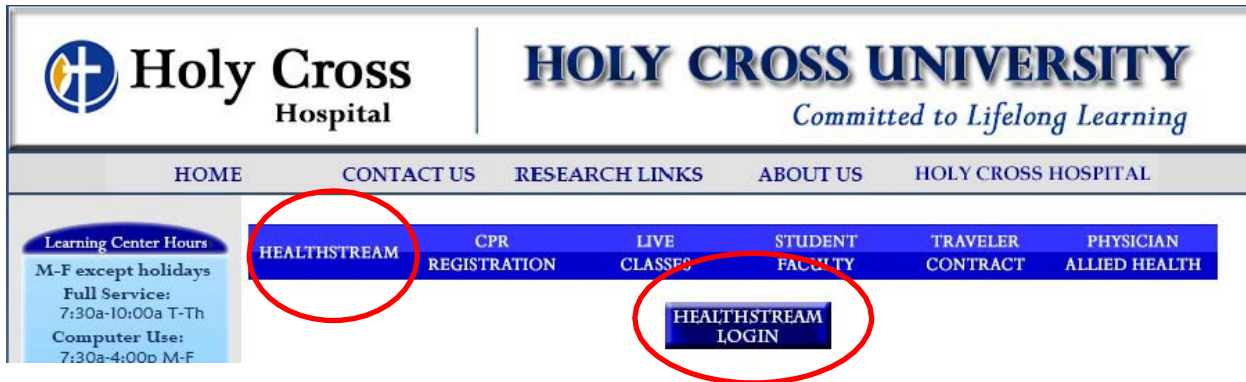 Holy Cross
Hospital
HOLY CROSS UNIVERSITY
Committed to Lifelong Learning
HOME CONTACT US RESEARCH LINKS ABOUT US HOLY CROSS HOSPITAL
Learning Center Hours
M-F except holidays
Full Service:
7:30a-10:00a T-Th
Computer Use:
7:30a-4:00p M-F
HEALTHSTREAM
CPR
REGISTRATION
LIVE
CLASSES
STUDENT
FACULTY
TRAVELER
CONTRACT
PHYSICIAN
ALLIED HEALTH
HEALTHSTREAM
LOGIN